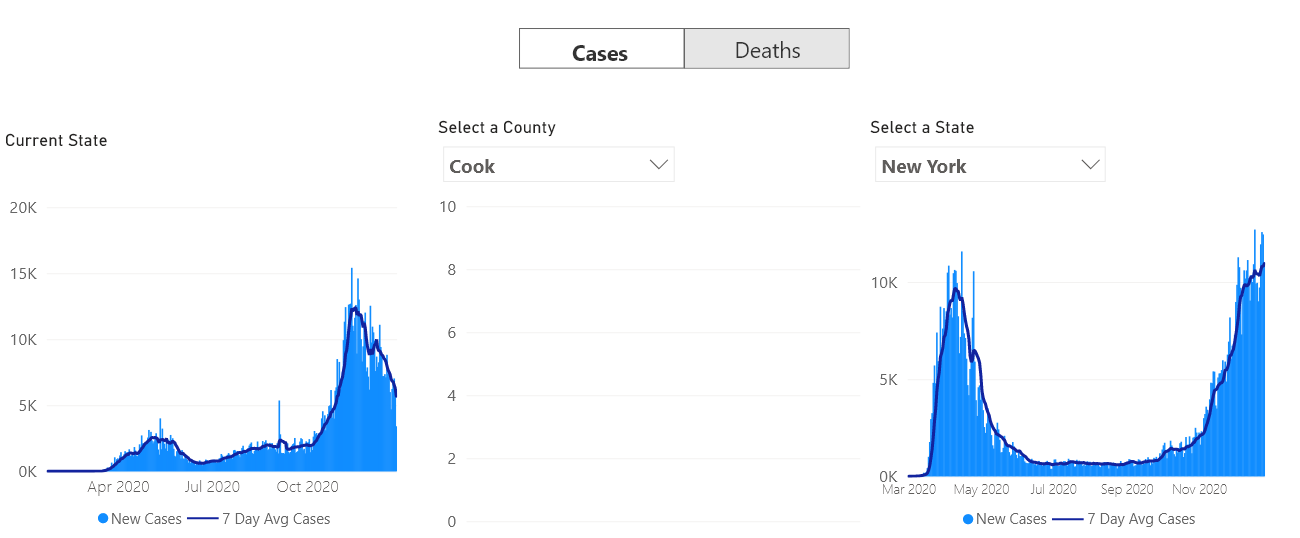 Cases Deaths
Current State
20K
15K
10K
5K
0K
Apr 2020 Jul 2020 Oct 2020
New Cases 7 Day Avg Cases
Select a County
Cook
10
8
6
4
2
0
Select a State
New York
10K
5K
0K
Mar 2020 May 2020 Jul 2020 Sep 2020 Nov 2020
New Cases 7 Day Avg Cases